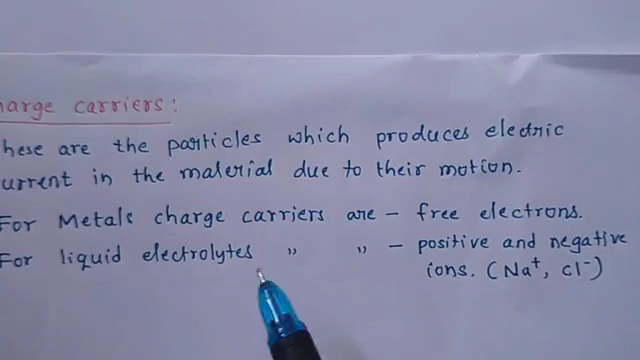 harge carriers:
hese are the particles which produces electric
urrent in the material due to their motion.
For Metals charge carriers are - free electrons.
For liquid electrolytes " " - positive and negative
ions. (Na⁺, cl⁻)